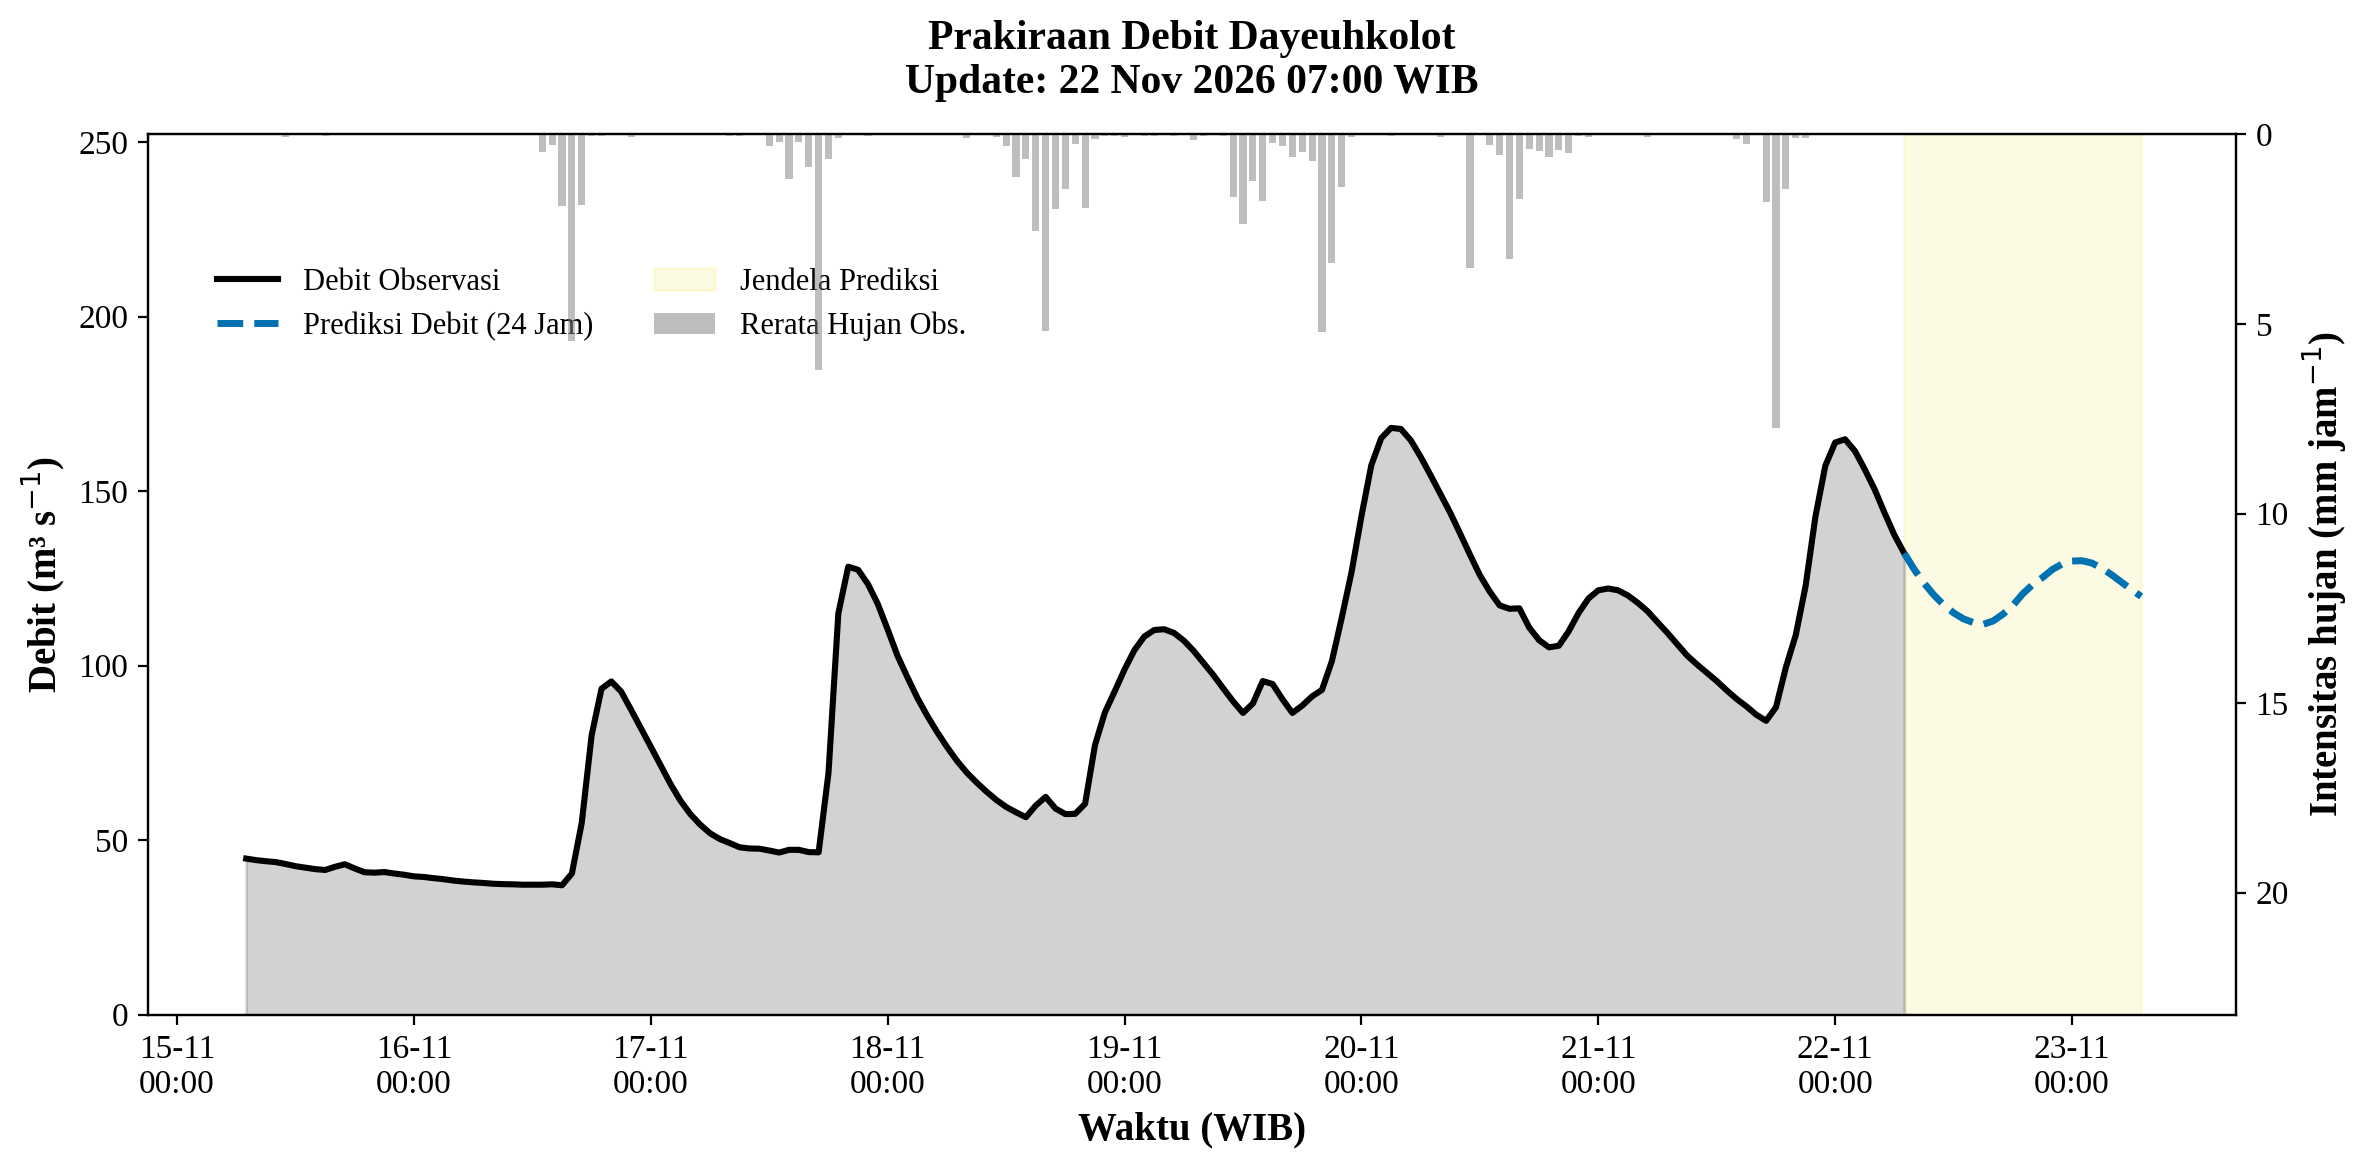 Prakiraan Debit Dayeuhkolot
Update: 22 Nov 2026 07:00 WIB
Debit (m³ s⁻¹)
250
200
150
100
50
0
Debit Observasi
Prediksi Debit (24 Jam)
Jendela Prediksi
Rerata Hujan Obs.
0
5
10
15
20
Intensitas hujan (mm jam⁻¹)
15-11 16-11 17-11 18-11 19-11 20-11 21-11 22-11 23-11
00:00 00:00 00:00 00:00 00:00 00:00 00:00 00:00 00:00
Waktu (WIB)